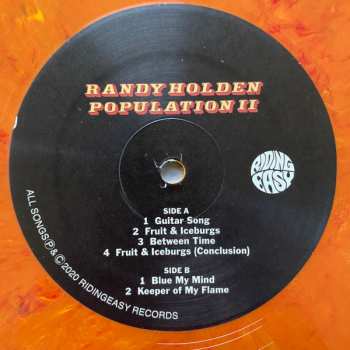 RANDY HOLDEN
POPULATION II
RIDING
EASY
SIDE A
1 Guitar Song
2 Fruit & Iceburgs
3 Between Time
4 Fruit & Iceburgs (Conclusion)
SIDE B
1 Blue My Mind
2 Keeper of My Flame
ALL SONGS ℗ & © 2020 RIDINGEASY RECORDS